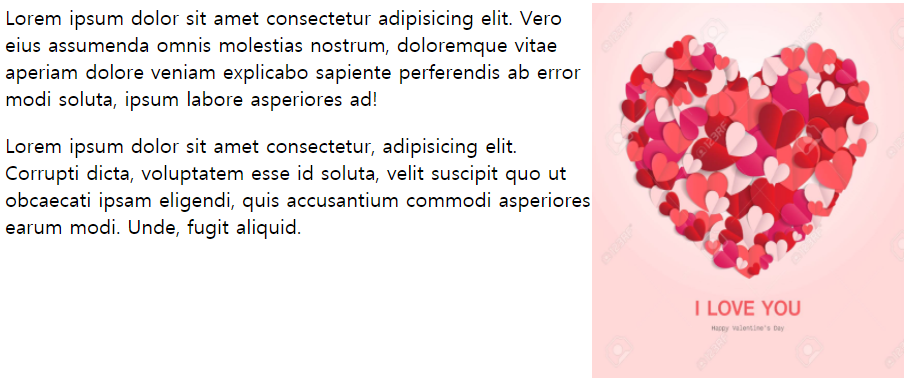 Lorem ipsum dolor sit amet consectetur adipisicing elit. Vero
eius assumenda omnis molestias nostrum, doloremque vitae
aperiam dolore veniam explicabo sapiente perferendis ab error
modi soluta, ipsum labore asperiores ad!
Lorem ipsum dolor sit amet consectetur, adipisicing elit.
Corrupti dicta, voluptatem esse id soluta, velit suscipit quo ut
obcaecati ipsam eligendi, quis accusantium commodi asperiores
earum modi. Unde, fugit aliquid.
I LOVE YOU
Happy Valentine's Day